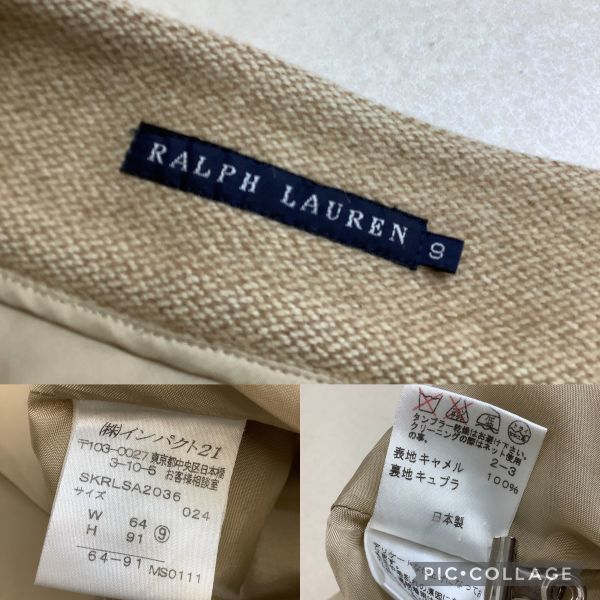 RALPH LAUREN
9
㈱インパクト21
〒103-0027 東京都中央区日本橋
3-10-5 お客様相談室
SKRLSA2036
024
サイズ
W 64
H 91
⑨
64-91 MS0111
タンブラー乾燥はお避け下さい
クリーニングの際はネット使用
の事。
2-3
表地キャメル 100%
裏地キュプラ
日本製
PIC•COLLAGE